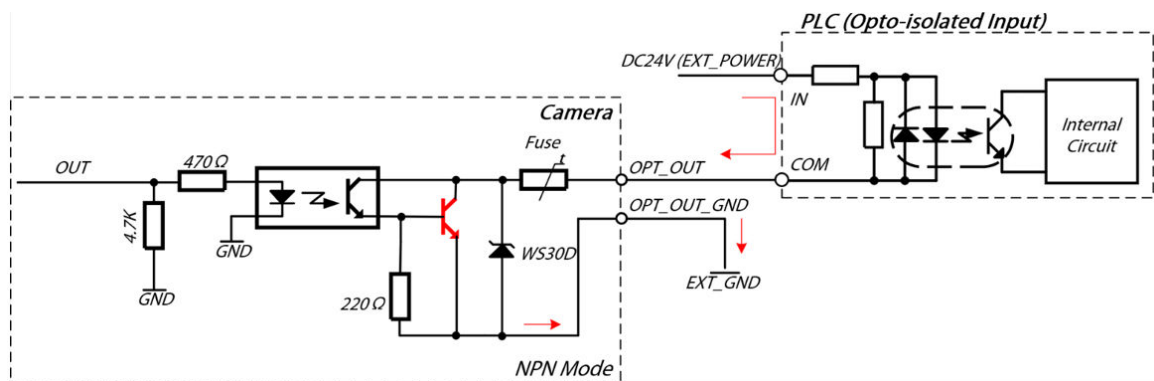 PLC (Opto-isolated Input)
DC24V (EXT_POWER)
IN
Camera
Fuse
t
Internal
Circuit
OUT
470Ω
OPT_OUT
COM
OPT_OUT_GND
4.7K
GND
WS30D
GND
220Ω
EXT_GND
NPN Mode